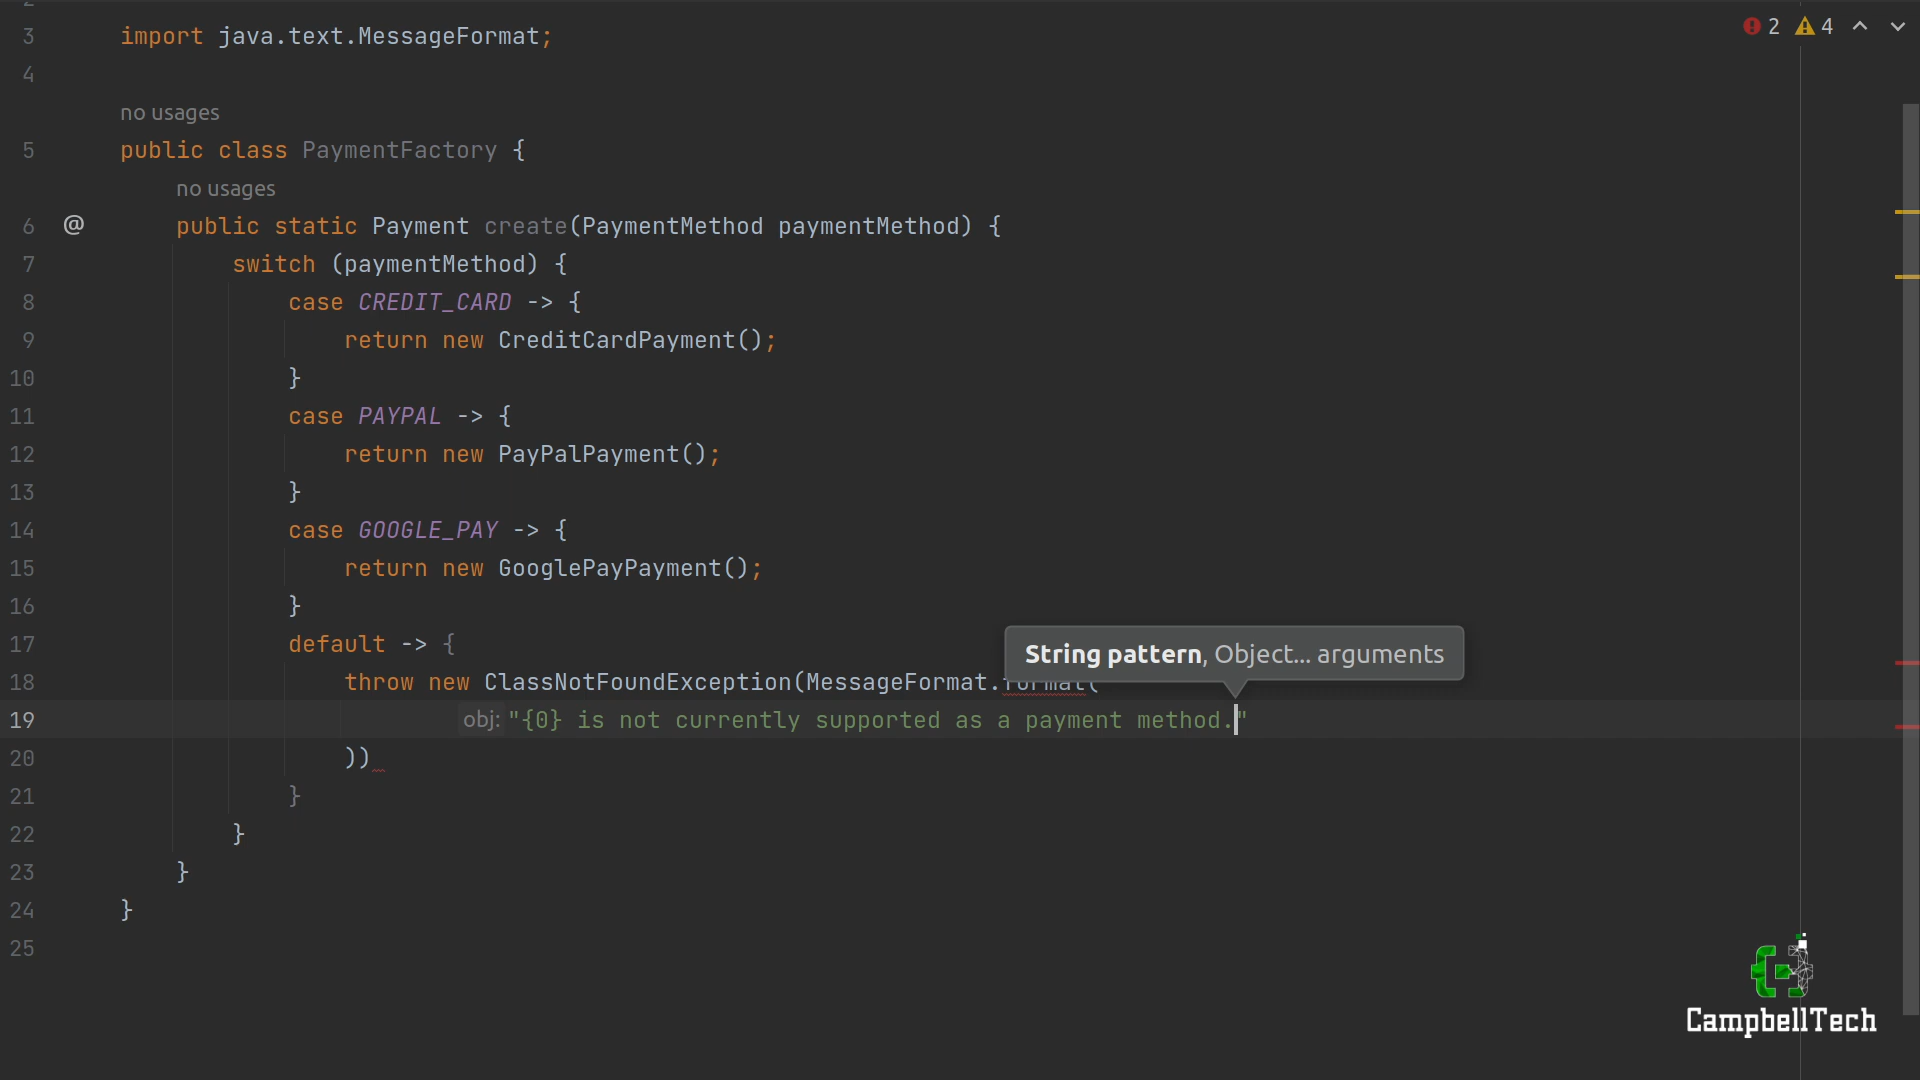 2
3 import java.text.MessageFormat;
4
no usages
5 public class PaymentFactory {
no usages
6 @ public static Payment create(PaymentMethod paymentMethod) {
7 switch (paymentMethod) {
8 case CREDIT_CARD -> {
9 return new CreditCardPayment();
10 }
11 case PAYPAL -> {
12 return new PayPalPayment();
13 }
14 case GOOGLE_PAY -> {
15 return new GooglePayPayment();
16 }
17 default -> {
String pattern, Object... arguments
18 throw new ClassNotFoundException(MessageFormat.format(
19 obj: "{0} is not currently supported as a payment method."
20 ))
21 }
22 }
23 }
24 }
25
2 4
CampbellTech